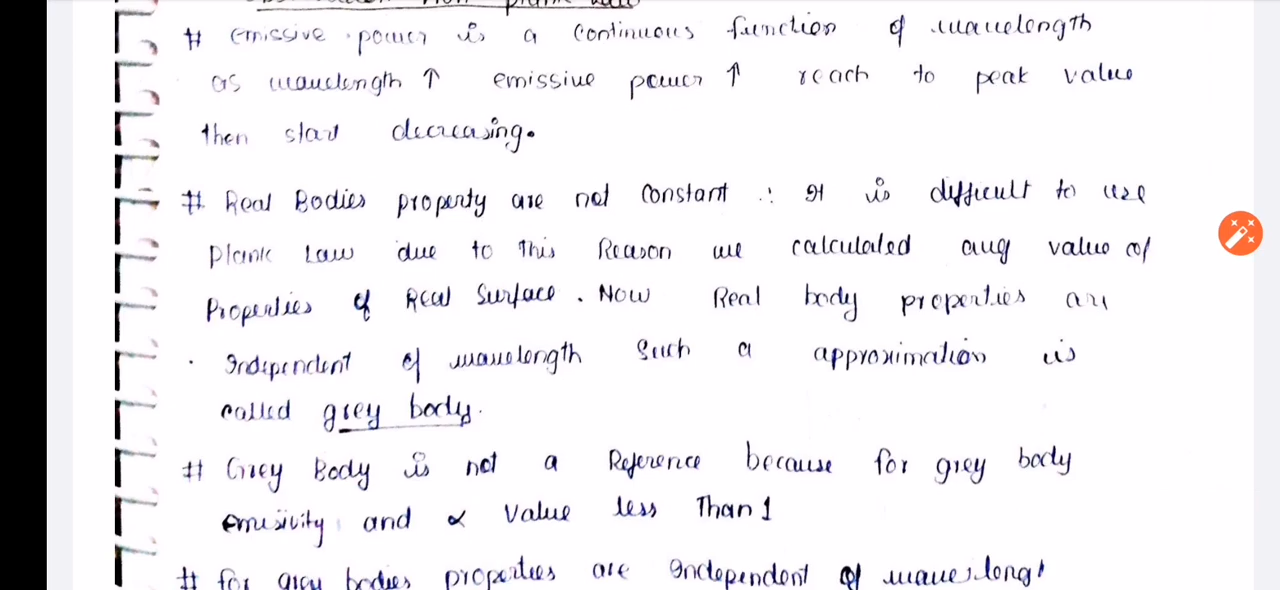 # emissive power is a continuous function of wavelength
as wavelength ↑ emissive power ↑ reach to peak value
then start decreasing.
# Real Bodies property are not constant ∴ It is difficult to use
Plank Law due to this Reason we calculated avg value of
Properties of Real Surface. Now Real body properties are
Independent of wavelength such a approximation is
called grey body.
# Grey Body is not a Reference because for grey body
emisivity and α value less Than 1
# for grey bodies properties are Independent of wavelength